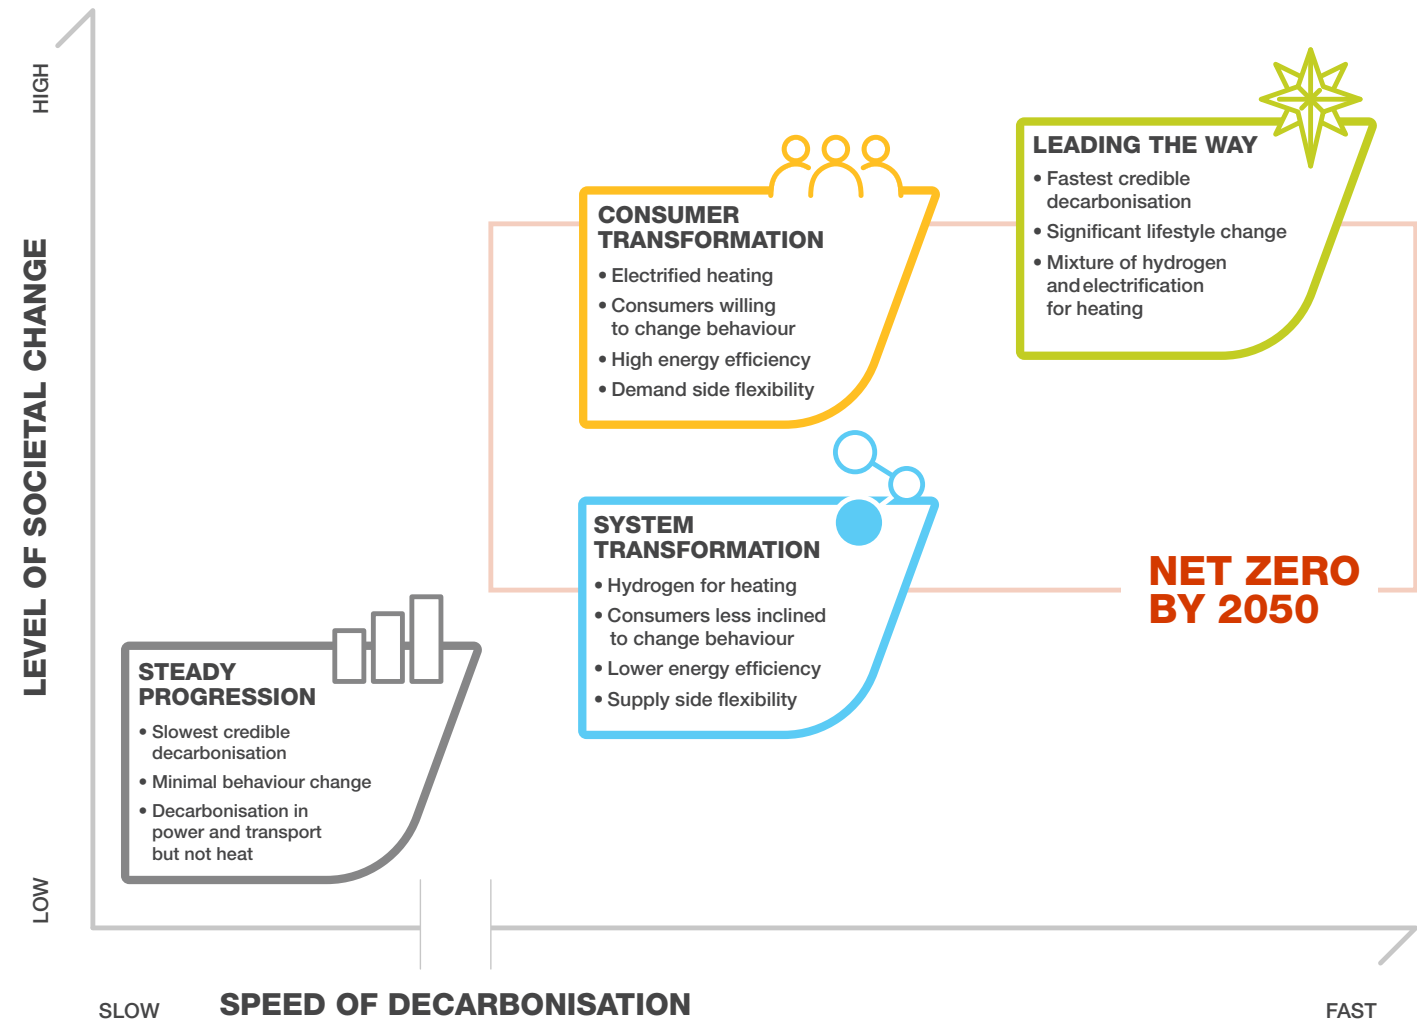 HIGH
LEVEL OF SOCIETAL CHANGE
LOW
LEADING THE WAY
• Fastest credible
decarbonisation
• Significant lifestyle change
• Mixture of hydrogen
and electrification
for heating
CONSUMER
TRANSFORMATION
• Electrified heating
• Consumers willing
to change behaviour
• High energy efficiency
• Demand side flexibility
SYSTEM
TRANSFORMATION
• Hydrogen for heating
• Consumers less inclined
to change behaviour
• Lower energy efficiency
• Supply side flexibility
NET ZERO
BY 2050
STEADY
PROGRESSION
• Slowest credible
decarbonisation
• Minimal behaviour change
• Decarbonisation in
power and transport
but not heat
SLOW
SPEED OF DECARBONISATION
FAST